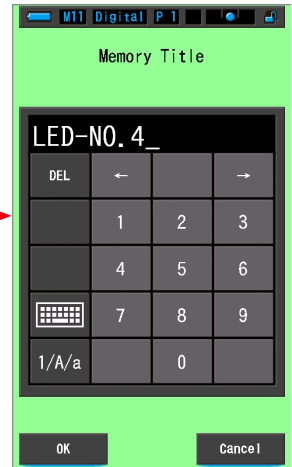 M11 Digital P 1
Memory Title
LED-NO.4_
DEL ← →
1 2 3
4 5 6
7 8 9
1/A/a 0
OK Cancel